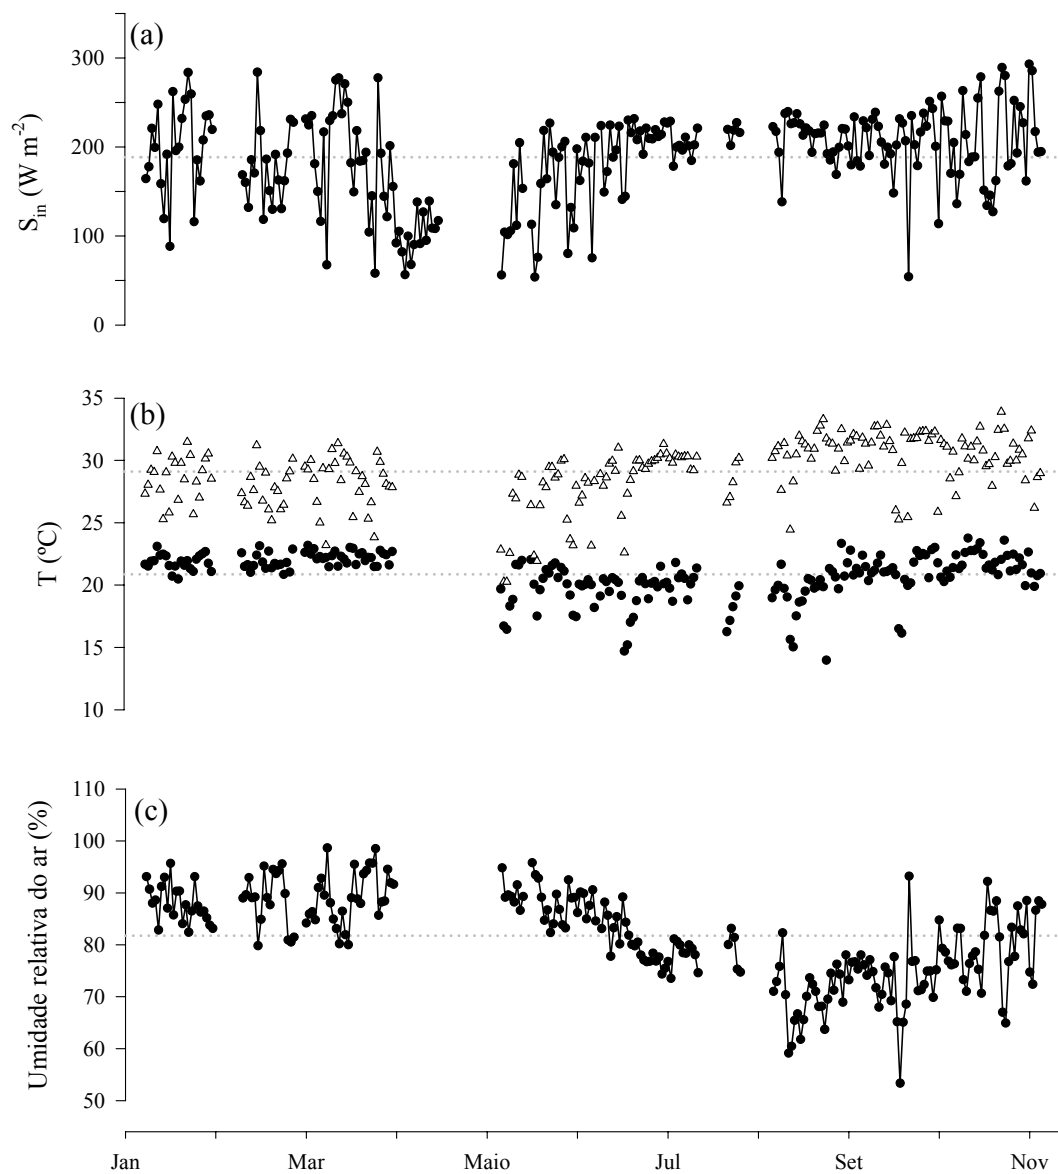 (a)
300
200
100
0
S_in (W m⁻²)
(b)
35
30
25
20
15
10
T (ºC)
(c)
110
100
90
80
70
60
50
Umidade relativa do ar (%)
Jan Mar Maio Jul Set Nov